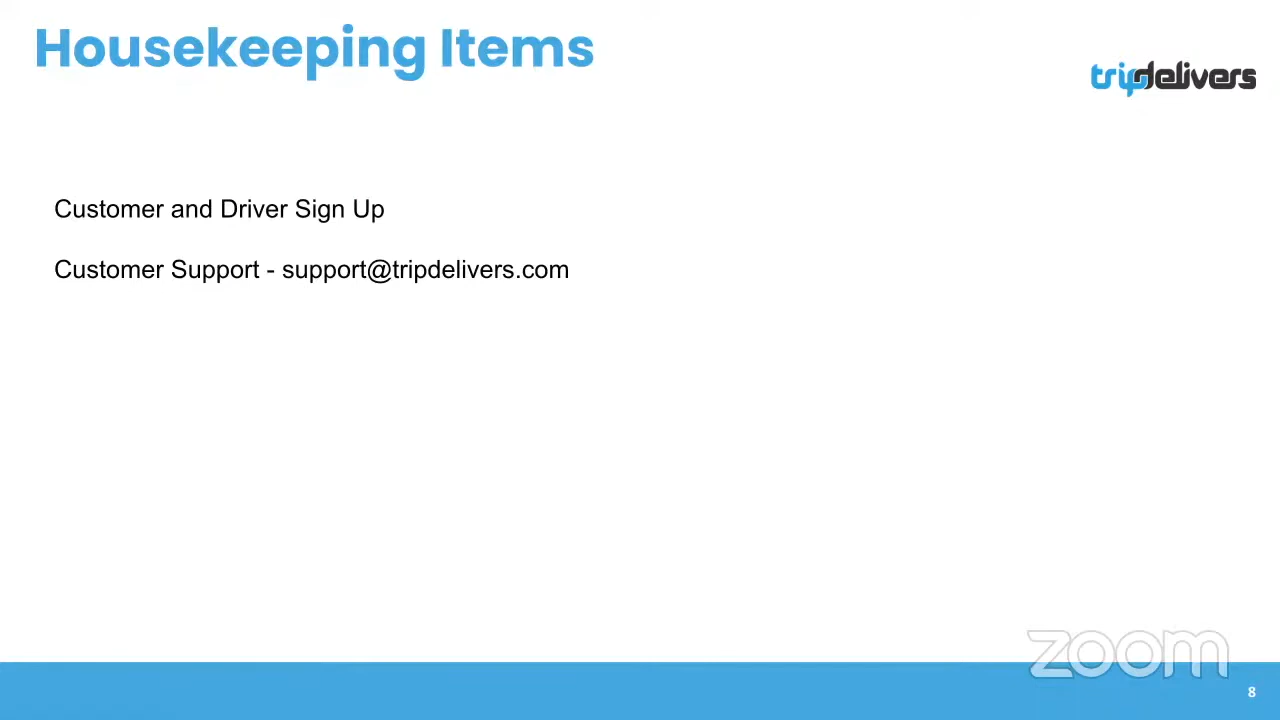 Housekeeping Items
tripdelivers
Customer and Driver Sign Up
Customer Support - support@tripdelivers.com
zoom
8